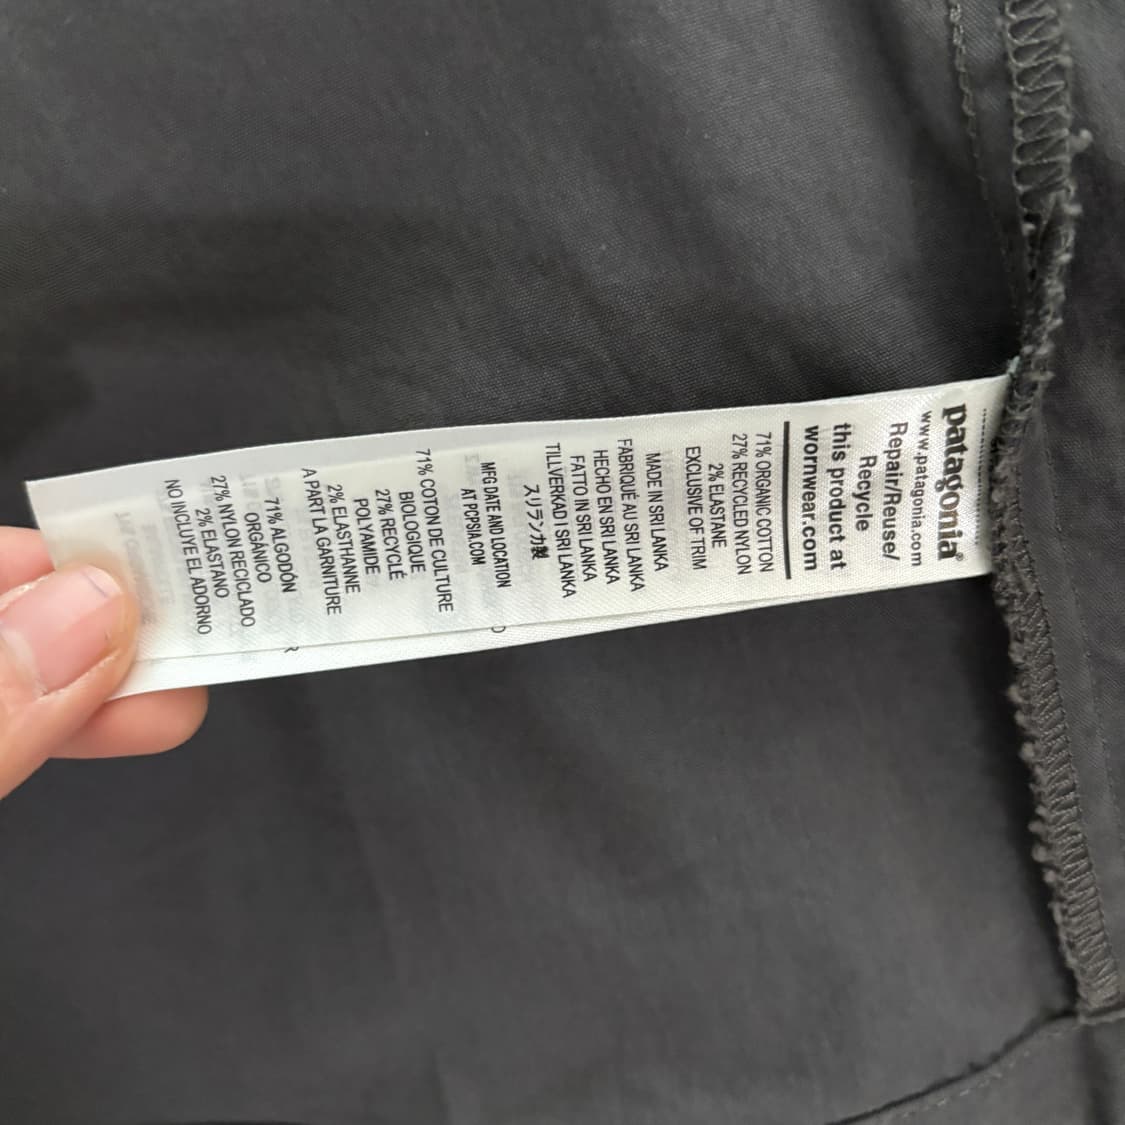 patagonia®
www.patagonia.com
Repair/Reuse/
Recycle
this product at
wornwear.com
71% ORGANIC COTTON
27% RECYCLED NYLON
2% ELASTANE
EXCLUSIVE OF TRIM
MADE IN SRI LANKA
FABRIQUÉ AU SRI LANKA
HECHO EN SRI LANKA
FATTO IN SRI LANKA
TILLVERKAD I SRI LANKA
スリランカ製
MFG DATE AND LOCATION
AT PCPSIA.COM
71% COTON DE CULTURE
BIOLOGIQUE
27% RECYCLÉ
POLYAMIDE
2% ELASTHANNE
A PART LA GARNITURE
71% ALGODÓN
ORGÁNICO
27% NYLON RECICLADO
2% ELASTANO
NO INCLUYE EL ADORNO